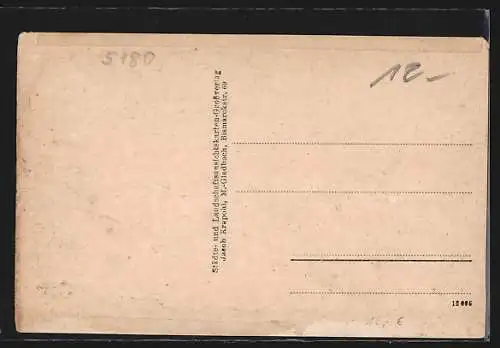 5180
12-
Städte- und Landschaftsansichtskarten-Großverlag
Jacob Krapohl, M.-Gladbach, Bismarckstr. 69
€